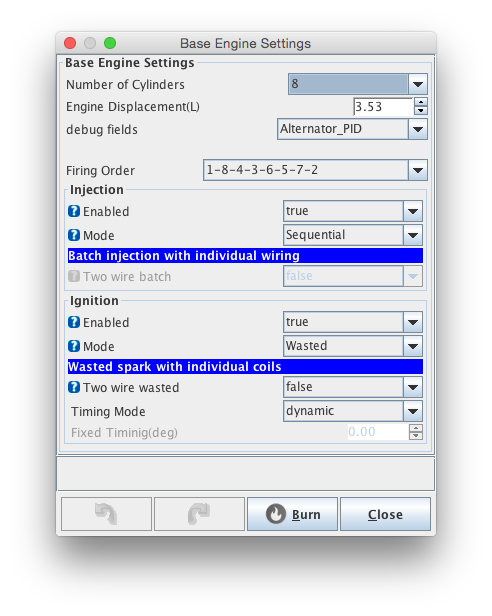 Base Engine Settings
Base Engine Settings
Number of Cylinders 8
Engine Displacement(L) 3.53
debug fields Alternator_PID
Firing Order 1-8-4-3-6-5-7-2
Injection
? Enabled true
? Mode Sequential
Batch injection with individual wiring
? Two wire batch false
Ignition
? Enabled true
? Mode Wasted
Wasted spark with individual coils
? Two wire wasted false
Timing Mode dynamic
Fixed Timinig(deg) 0.00
Burn Close